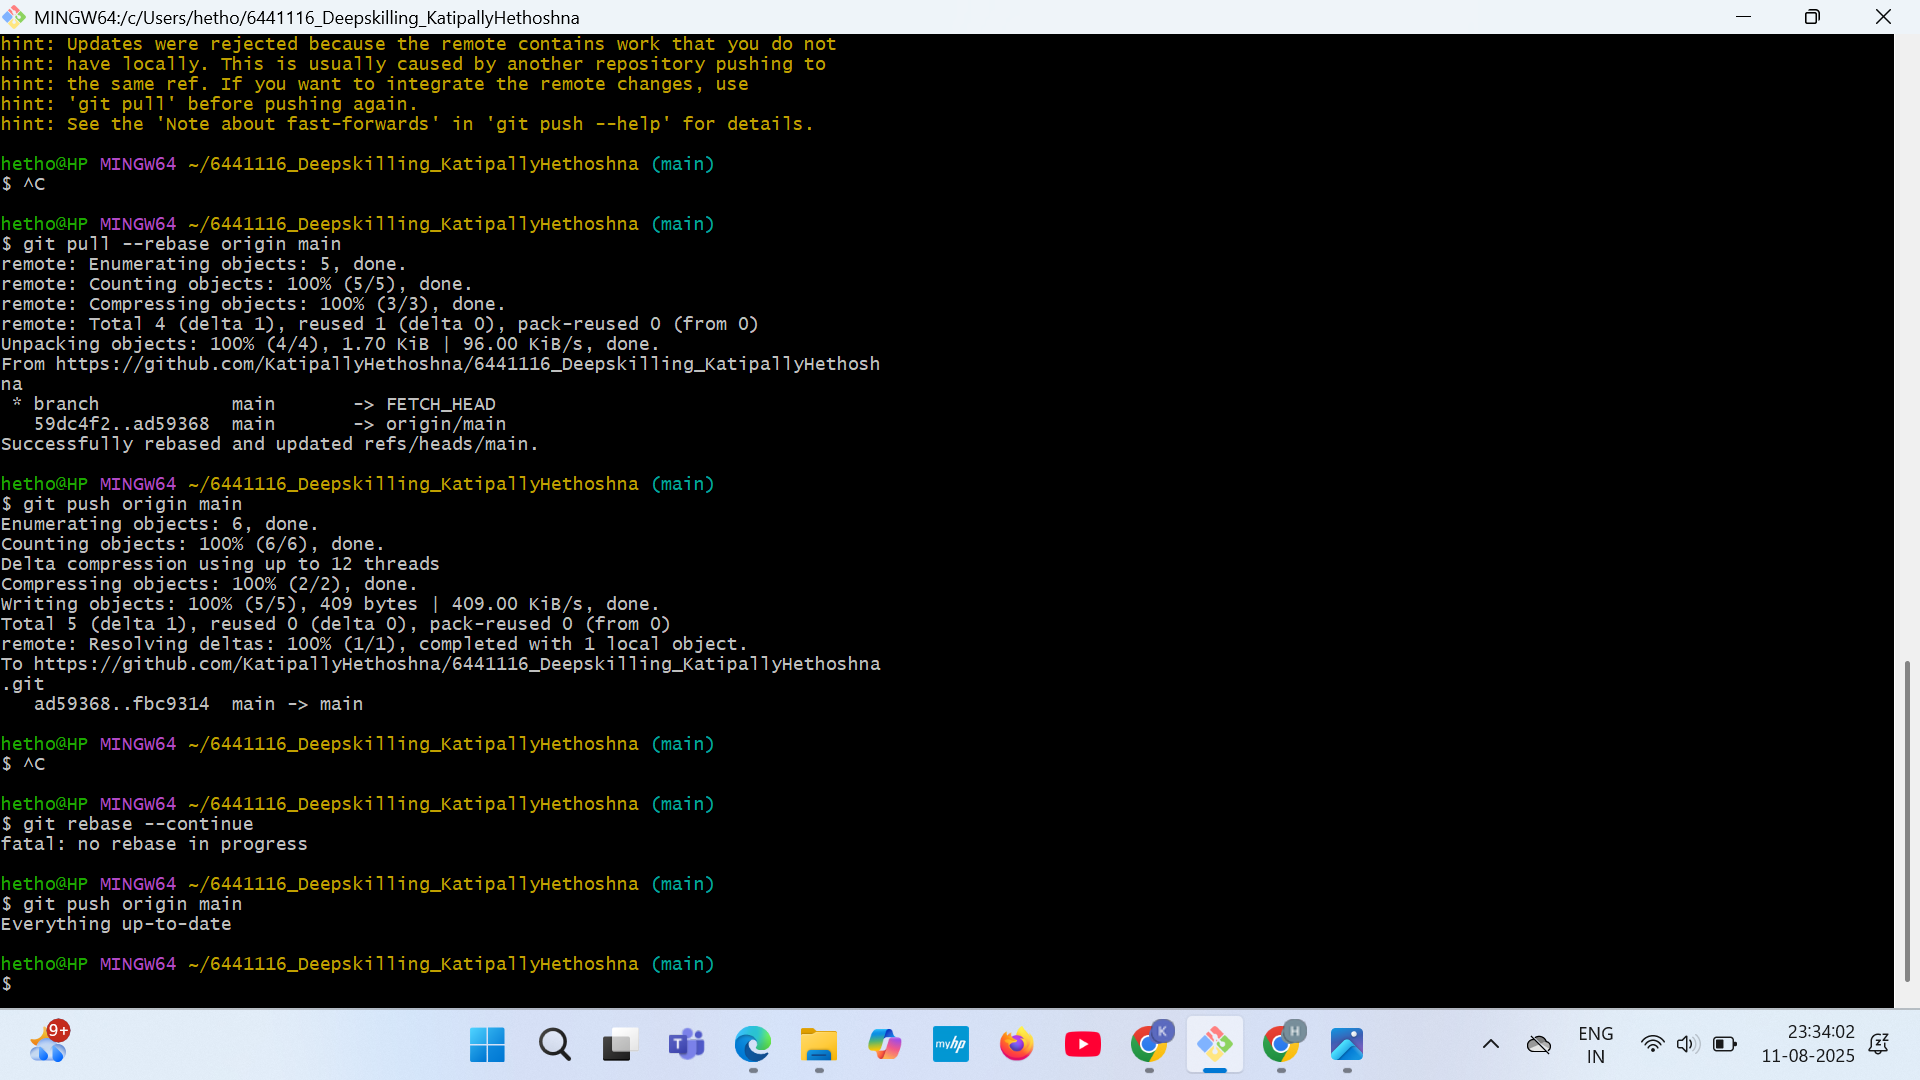 MINGW64:/c/Users/hetho/6441116_Deepskilling_KatipallyHethoshna
hint: Updates were rejected because the remote contains work that you do not
hint: have locally. This is usually caused by another repository pushing to
hint: the same ref. If you want to integrate the remote changes, use
hint: 'git pull' before pushing again.
hint: See the 'Note about fast-forwards' in 'git push --help' for details.
hetho@HP MINGW64 ~/6441116_Deepskilling_KatipallyHethoshna (main)
$ ^C
hetho@HP MINGW64 ~/6441116_Deepskilling_KatipallyHethoshna (main)
$ git pull --rebase origin main
remote: Enumerating objects: 5, done.
remote: Counting objects: 100% (5/5), done.
remote: Compressing objects: 100% (3/3), done.
remote: Total 4 (delta 1), reused 1 (delta 0), pack-reused 0 (from 0)
Unpacking objects: 100% (4/4), 1.70 KiB | 96.00 KiB/s, done.
From https://github.com/KatipallyHethoshna/6441116_Deepskilling_KatipallyHethosh
na
 * branch            main       -> FETCH_HEAD
   59dc4f2..ad59368  main       -> origin/main
Successfully rebased and updated refs/heads/main.
hetho@HP MINGW64 ~/6441116_Deepskilling_KatipallyHethoshna (main)
$ git push origin main
Enumerating objects: 6, done.
Counting objects: 100% (6/6), done.
Delta compression using up to 12 threads
Compressing objects: 100% (2/2), done.
Writing objects: 100% (5/5), 409 bytes | 409.00 KiB/s, done.
Total 5 (delta 1), reused 0 (delta 0), pack-reused 0 (from 0)
remote: Resolving deltas: 100% (1/1), completed with 1 local object.
To https://github.com/KatipallyHethoshna/6441116_Deepskilling_KatipallyHethoshna
.git
   ad59368..fbc9314  main -> main
hetho@HP MINGW64 ~/6441116_Deepskilling_KatipallyHethoshna (main)
$ ^C
hetho@HP MINGW64 ~/6441116_Deepskilling_KatipallyHethoshna (main)
$ git rebase --continue
fatal: no rebase in progress
hetho@HP MINGW64 ~/6441116_Deepskilling_KatipallyHethoshna (main)
$ git push origin main
Everything up-to-date
hetho@HP MINGW64 ~/6441116_Deepskilling_KatipallyHethoshna (main)
$
9+
T
myhp
K
H
ENG
IN
23:34:02
11-08-2025